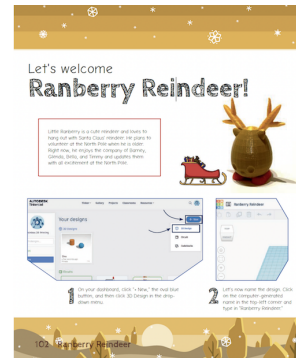 Let's welcome
Ranberry Reindeer!
Little Ranberry is a cute reindeer and loves to
hang out with Santa Claus' reindeer. He plans to
volunteer at the North Pole when he is older.
Right now, he enjoys the company of Barney,
and Timmy and updates them
with all excitement at the North Pole.
AUTODESK
Tinkercad
Your designs
Ranberry Reindeer
1 On your dashboard, click "+ New," the blue
button, and then click 3D Design in the drop-
down menu.
2 Let's now name the design. Click
on the computer-generated
name in the top-left corner and
type in "Ranberry Reindeer."
102 Ranberry Reindeer